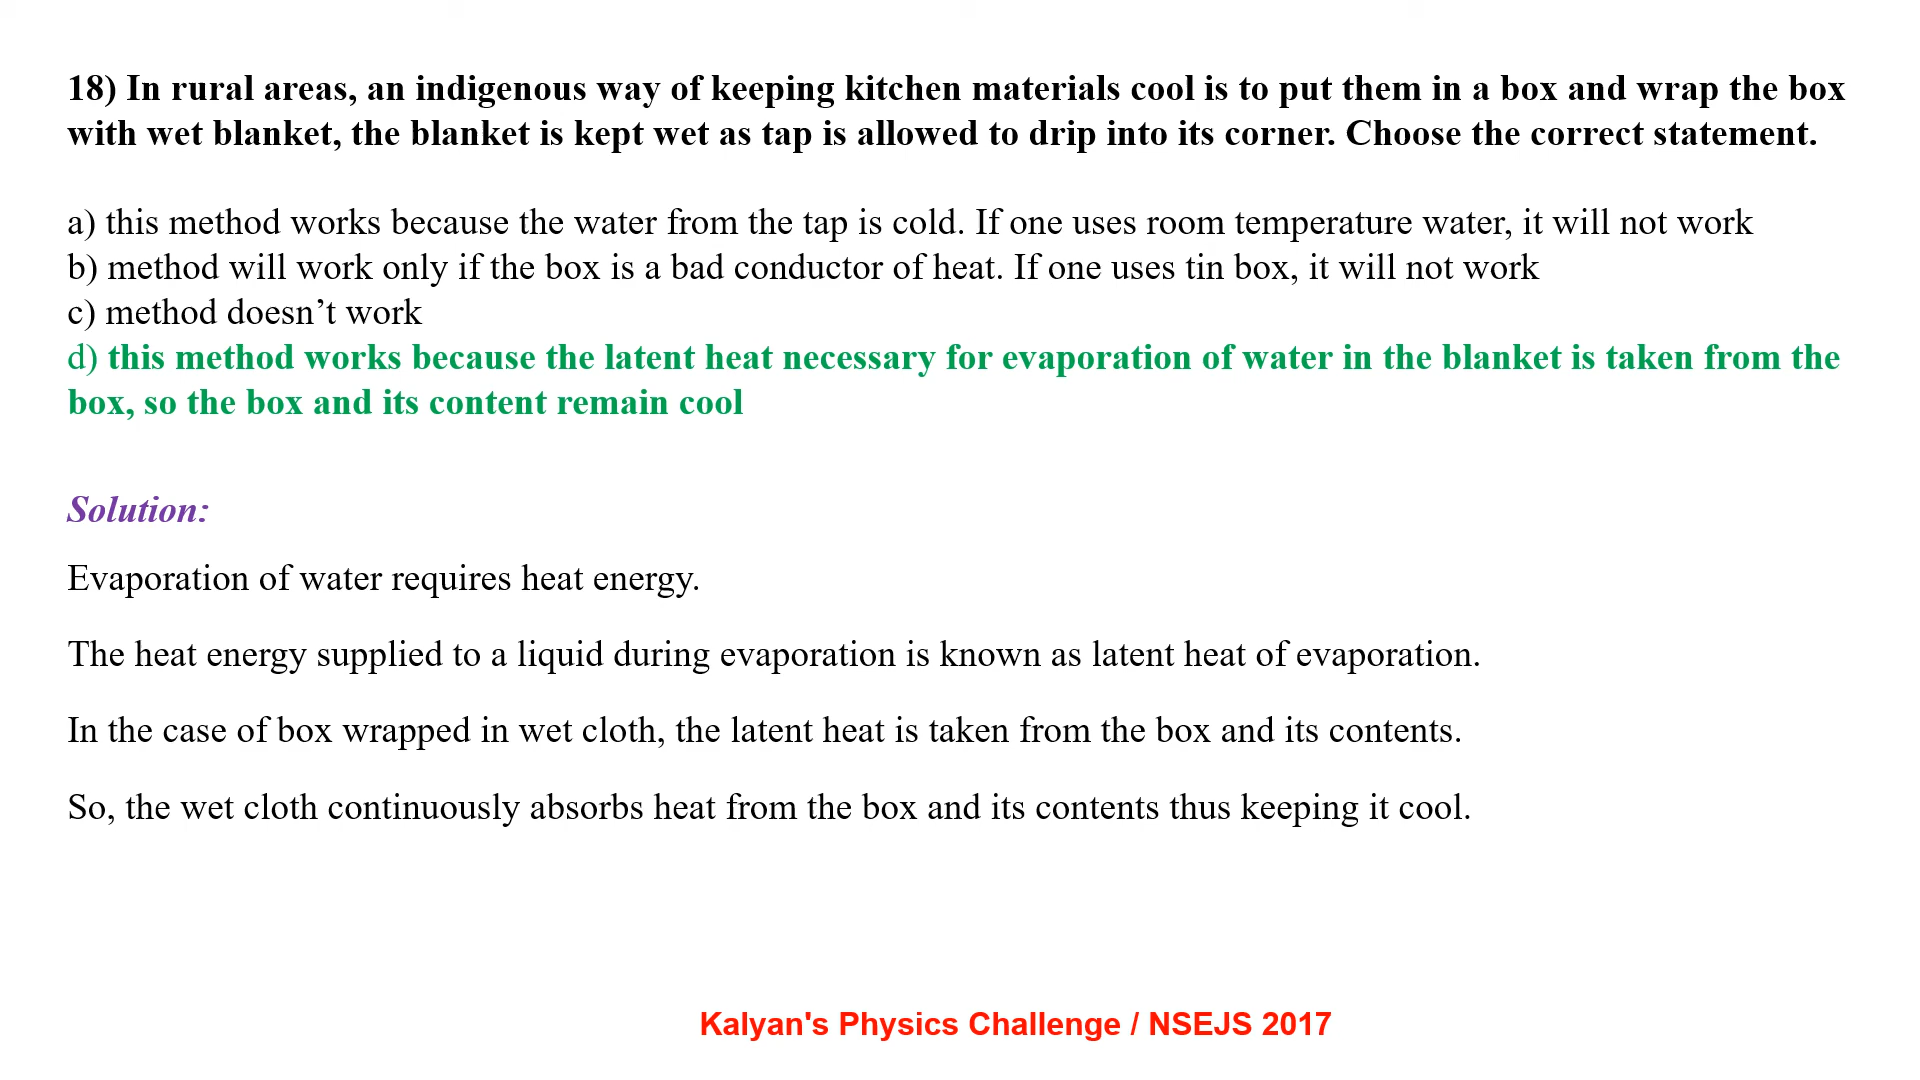 18) In rural areas, an indigenous way of keeping kitchen materials cool is to put them in a box and wrap the box
with wet blanket, the blanket is kept wet as tap is allowed to drip into its corner. Choose the correct statement.
a) this method works because the water from the tap is cold. If one uses room temperature water, it will not work
b) method will work only if the box is a bad conductor of heat. If one uses tin box, it will not work
c) method doesn’t work
d) this method works because the latent heat necessary for evaporation of water in the blanket is taken from the
box, so the box and its content remain cool
Solution:
Evaporation of water requires heat energy.
The heat energy supplied to a liquid during evaporation is known as latent heat of evaporation.
In the case of box wrapped in wet cloth, the latent heat is taken from the box and its contents.
So, the wet cloth continuously absorbs heat from the box and its contents thus keeping it cool.
Kalyan's Physics Challenge / NSEJS 2017